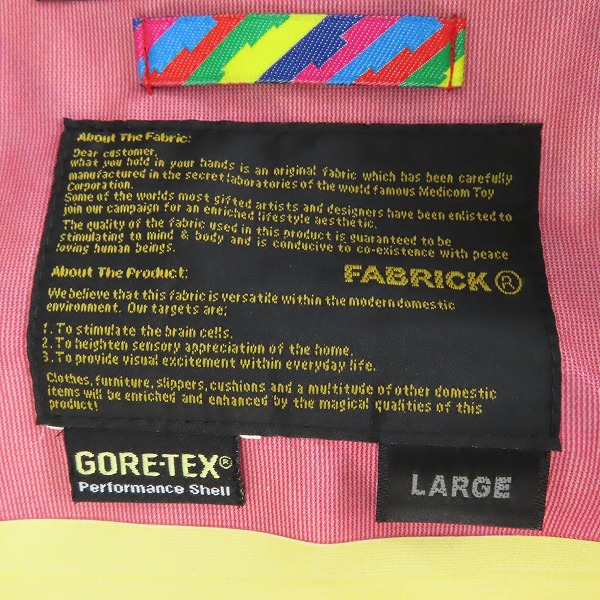 About The Fabric:
Dear customer,
what you hold in your hands is an original fabric which has been carefully
manufactured in the secret laboratories of the world famous Medicom Toy
Corporation.
Some of the worlds most gifted artists and designers have been enlisted to
join our campaign for an enriched lifestyle aesthetic.
The quality of the fabric used in this product is guaranteed to be
stimulating to mind & body and is conducive to co-existence with peace
loving human beings.
About The Product:
FABRICK®
We believe that this fabric is versatile within the modern domestic
environment. Our targets are;
1. To stimulate the brain cells.
2. To heighten sensory appreciation of the home.
3. To provide visual excitement within everyday life.
Clothes, furniture, slippers, cushions and a multitude of other domestic
items will be enriched and enhanced by the magical qualities of this
product!
GORE-TEX®
Performance Shell
LARGE